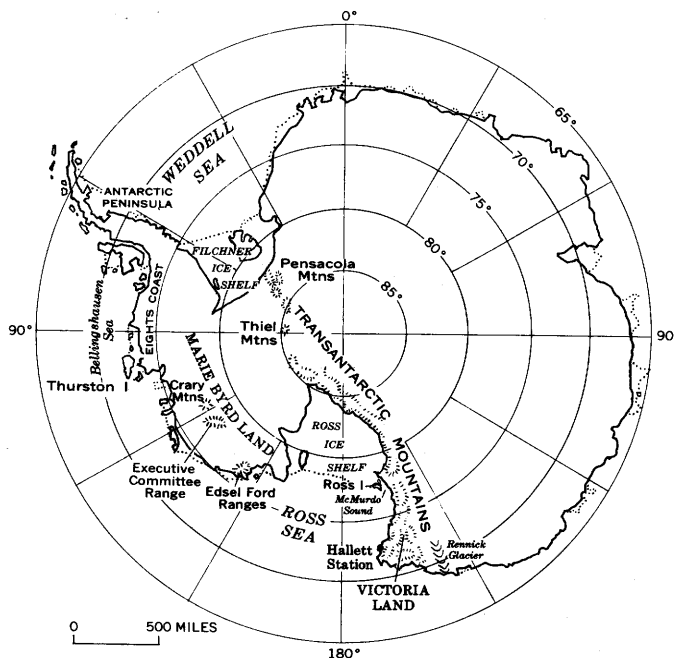 0°
65°
70°
75°
80°
85°
WEDDELL
SEA
ANTARCTIC
PENINSULA
FILCHNER
ICE
SHELF
Pensacola
Mtns
Bellingshausen
Sea
EIGHTS COAST
90°
Thiel
Mtns
TRANSANTARCTIC
MOUNTAINS
90
Thurston I
MARIE BYRD LAND
Crary
Mtns
ROSS
ICE
SHELF
Executive
Committee
Range
Edsel Ford
Ranges
ROSS
SEA
Ross I
McMurdo
Sound
Hallett
Station
Rennick
Glacier
VICTORIA
LAND
0 500 MILES
180°